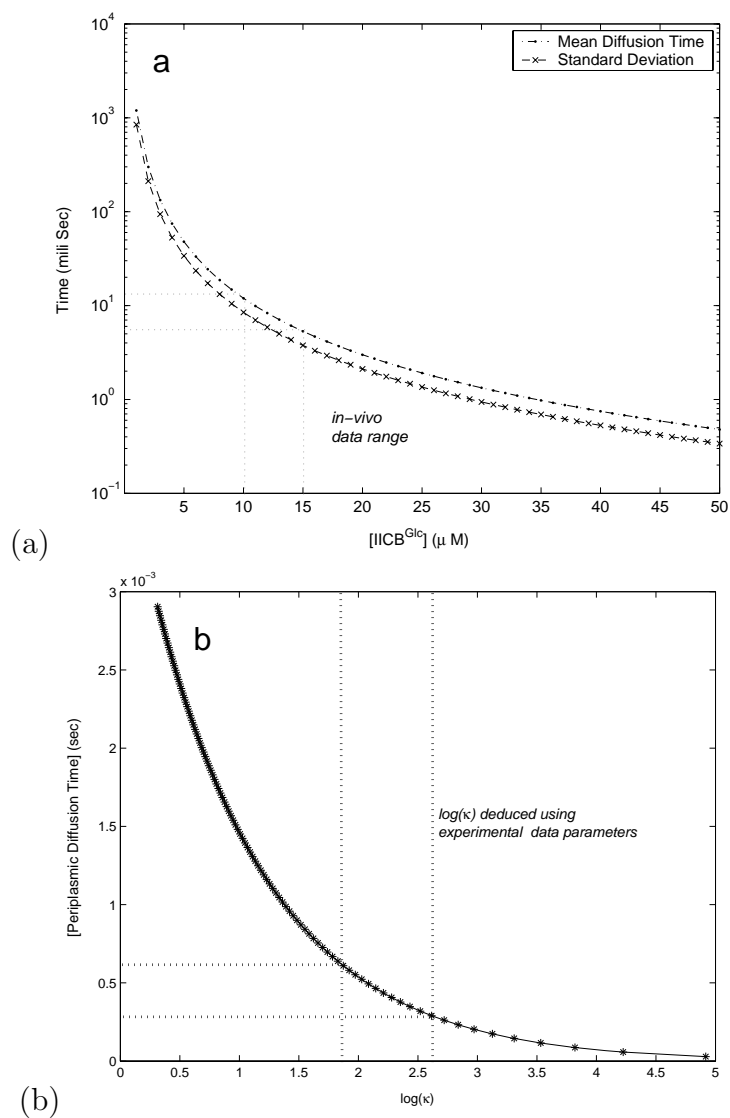 a
Mean Diffusion Time
Standard Deviation
10^4
10^3
10^2
10^1
10^0
10^−1
Time (mili Sec)
in−vivo
data range
5 10 15 20 25 30 35 40 45 50
[IICB^Glc] (μ M)
(a)
x 10^−3
b
3
2.5
2
1.5
1
0.5
0
[Periplasmic Diffusion Time] (sec)
log(κ) deduced using
experimental data parameters
0 0.5 1 1.5 2 2.5 3 3.5 4 4.5 5
log(κ)
(b)